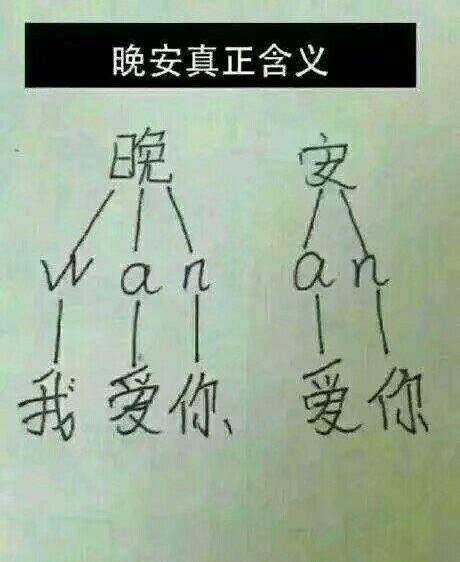 晚安真正含义
晚 安
w a n a n
我 爱 你、 爱 你